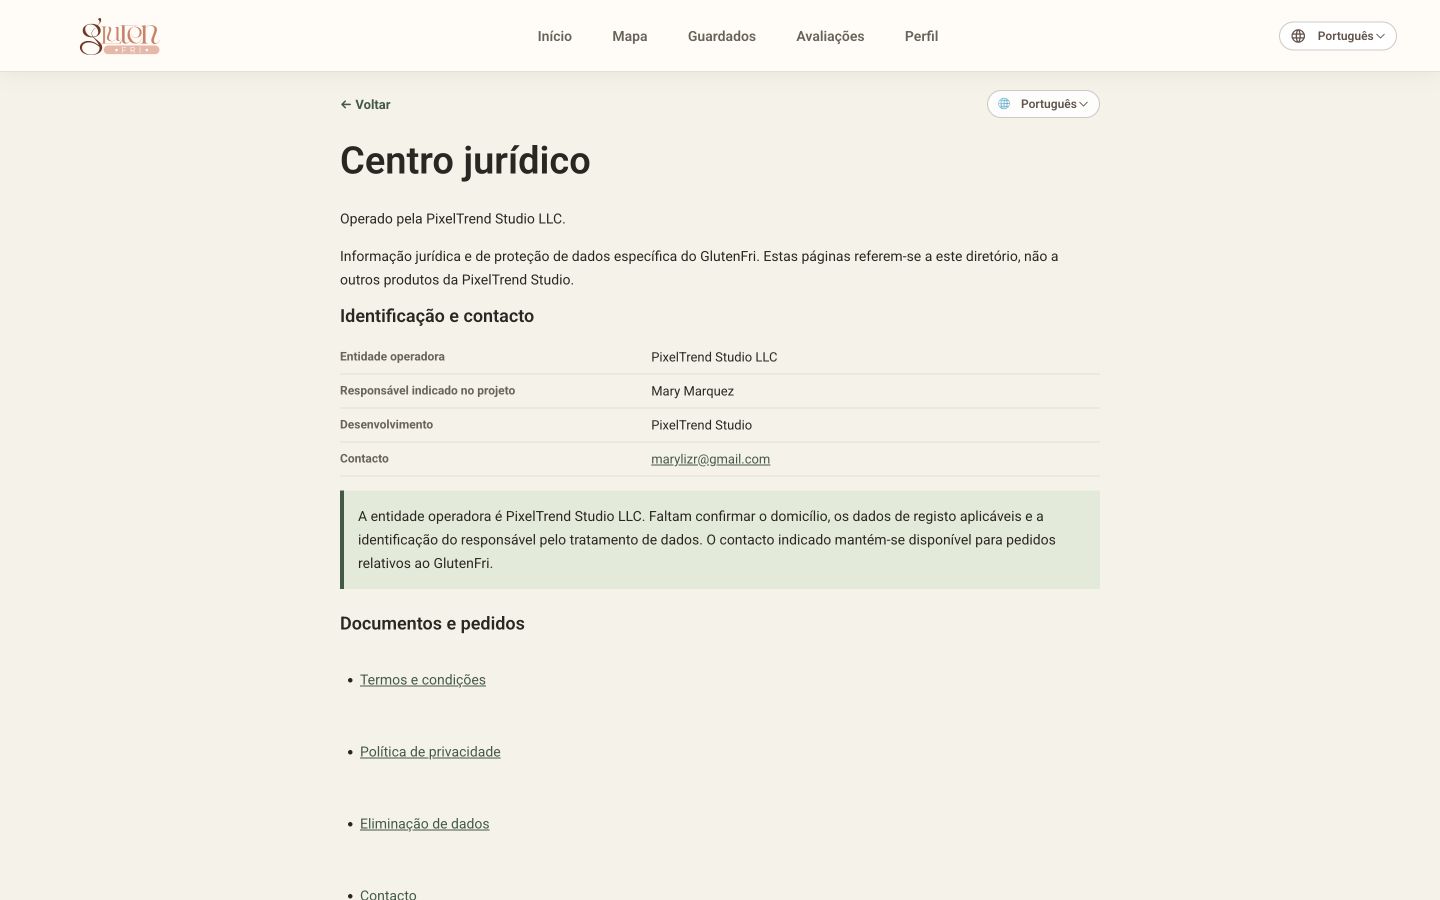 gluten
•FRI•
Início
Mapa
Guardados
Avaliações
Perfil
Português
← Voltar
Português
Centro jurídico
Operado pela PixelTrend Studio LLC.
Informação jurídica e de proteção de dados específica do GlutenFri. Estas páginas referem-se a este diretório, não a
outros produtos da PixelTrend Studio.
Identificação e contacto
Entidade operadora
PixelTrend Studio LLC
Responsável indicado no projeto
Mary Marquez
Desenvolvimento
PixelTrend Studio
Contacto
marylizr@gmail.com
A entidade operadora é PixelTrend Studio LLC. Faltam confirmar o domicílio, os dados de registo aplicáveis e a
identificação do responsável pelo tratamento de dados. O contacto indicado mantém-se disponível para pedidos
relativos ao GlutenFri.
Documentos e pedidos
• Termos e condições
• Política de privacidade
• Eliminação de dados
• Contacto